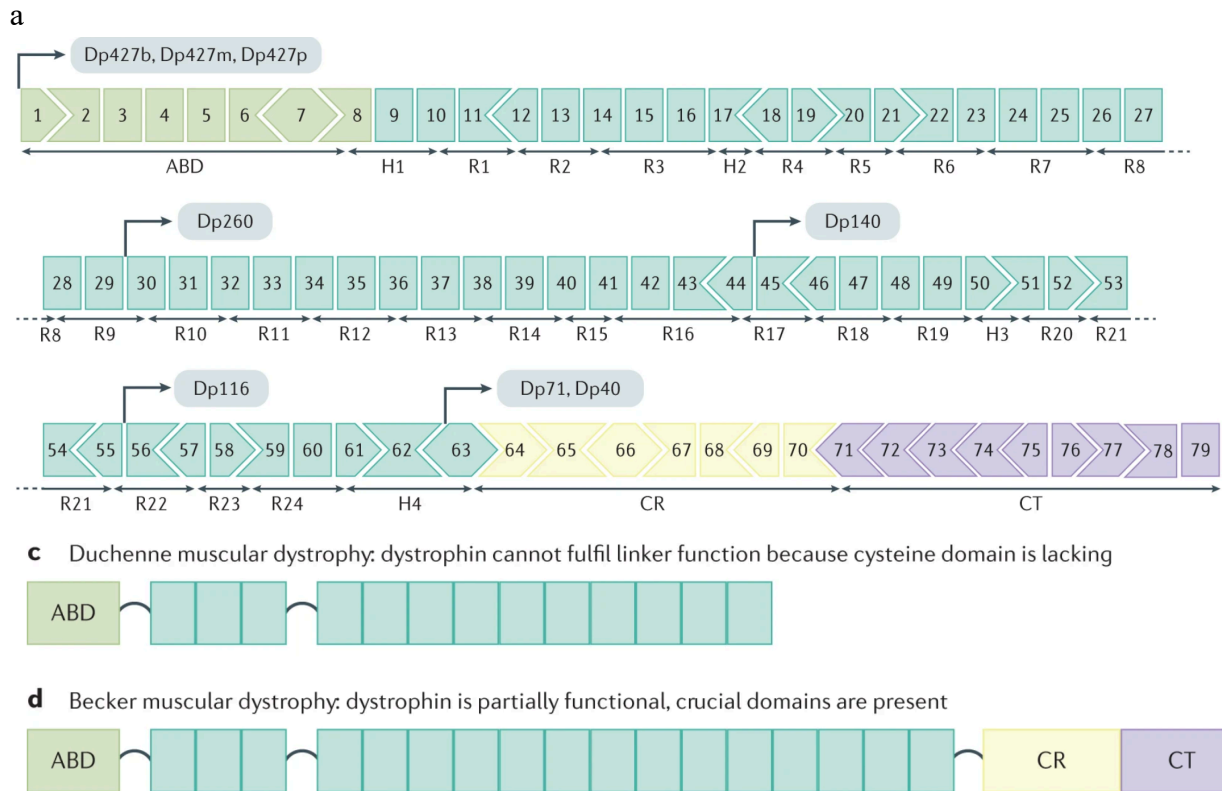 a
Dp427b, Dp427m, Dp427p
1 2 3 4 5 6 7 8 9 10 11 12 13 14 15 16 17 18 19 20 21 22 23 24 25 26 27
ABD H1 R1 R2 R3 H2 R4 R5 R6 R7 R8
Dp260 Dp140
28 29 30 31 32 33 34 35 36 37 38 39 40 41 42 43 44 45 46 47 48 49 50 51 52 53
R8 R9 R10 R11 R12 R13 R14 R15 R16 R17 R18 R19 H3 R20 R21
Dp116 Dp71, Dp40
54 55 56 57 58 59 60 61 62 63 64 65 66 67 68 69 70 71 72 73 74 75 76 77 78 79
R21 R22 R23 R24 H4 CR CT
c Duchenne muscular dystrophy: dystrophin cannot fulfil linker function because cysteine domain is lacking
ABD
d Becker muscular dystrophy: dystrophin is partially functional, crucial domains are present
ABD CR CT